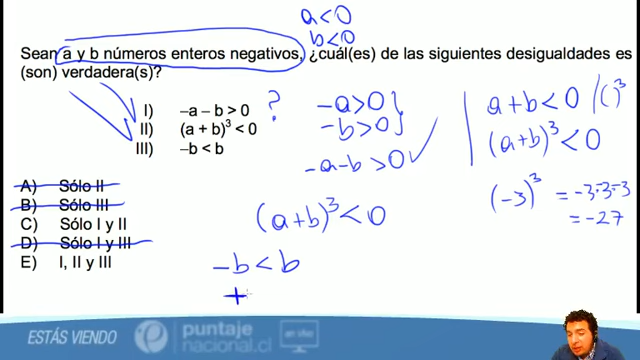 a < 0
b < 0
Sean a y b números enteros negativos, ¿cuál(es) de las siguientes desigualdades es
(son) verdadera(s)?
I) –a – b > 0 ?
II) (a + b)³ < 0
III) –b < b
A) Sólo II
B) Sólo III
C) Sólo I y II
D) Sólo I y III
E) I, II y III
-a > 0
-b > 0
-a-b > 0 ✓
(a+b)³ < 0
-b < b
+
a+b < 0 /( )³
(a+b)³ < 0
(-3)³ = -3·-3·-3
= -27
ESTÁS VIENDO
puntaje
nacional.cl